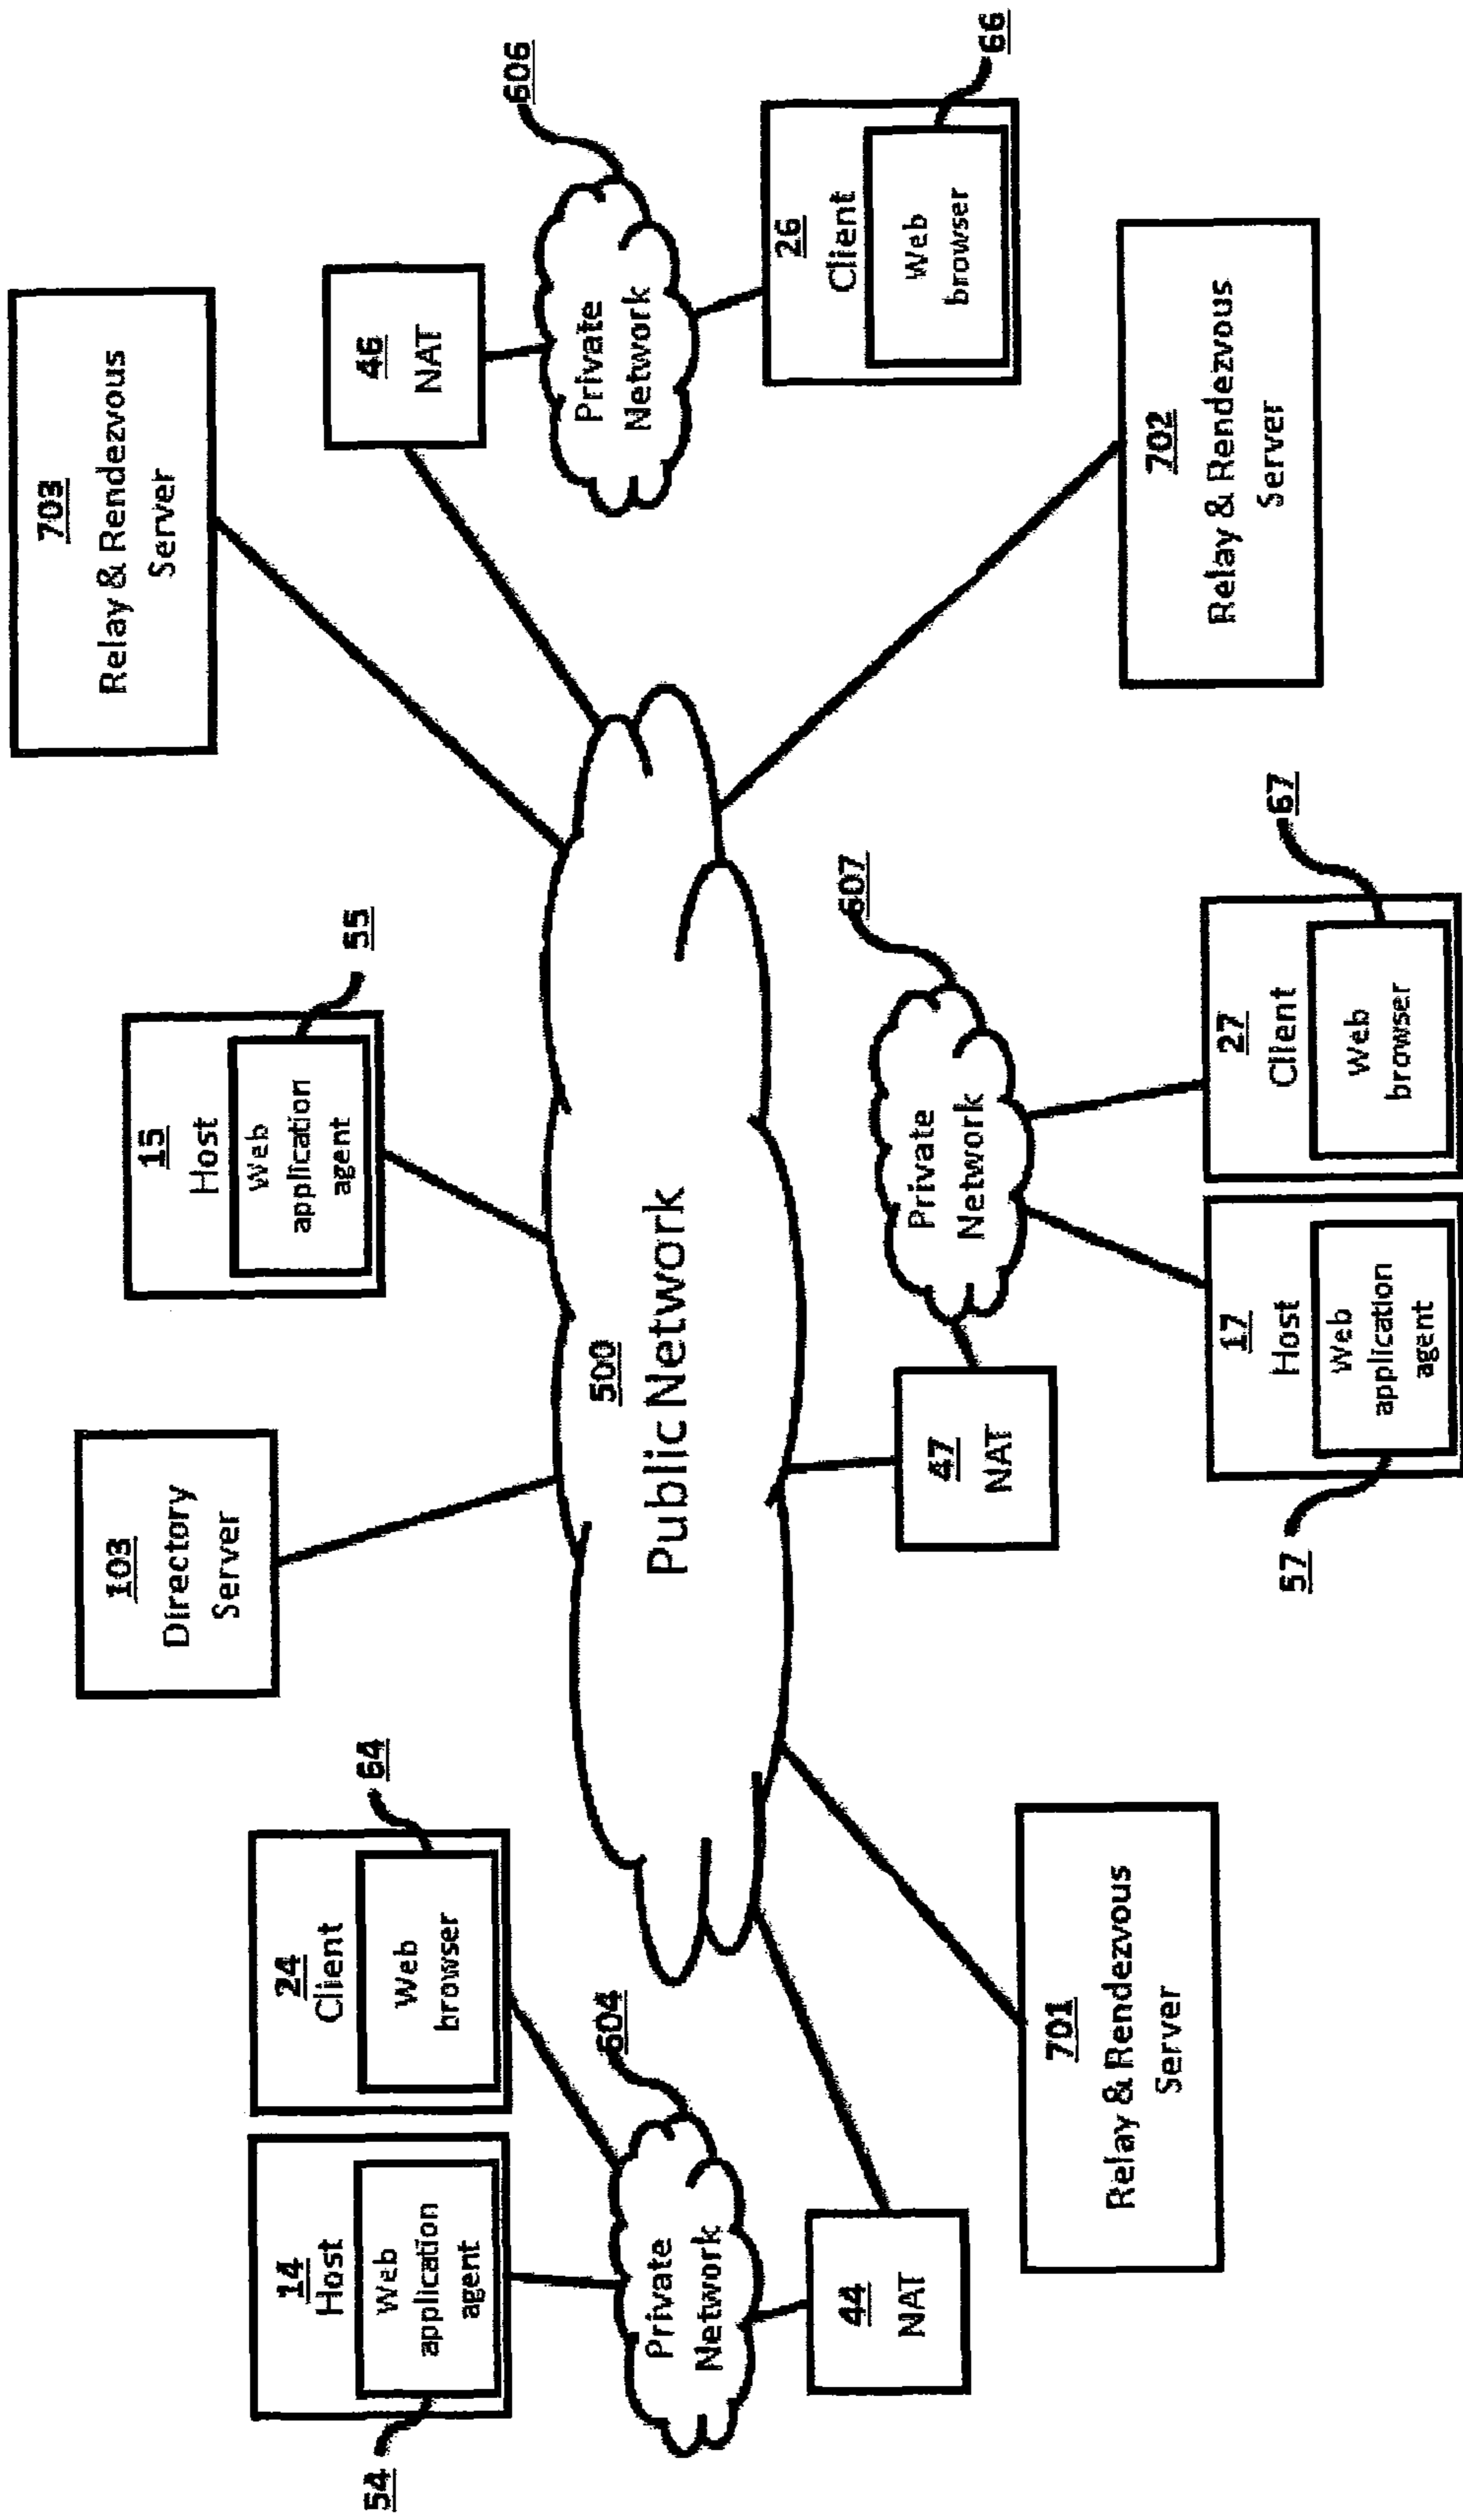 703
Relay & Rendezvous
Server
103
Directory
Server
15
Host
Web
application
agent
55
14
Host
Web
application
agent
54
24
Client
Web
browser
64
46
NAT
606
Private
Network
26
Client
Web
browser
66
500
Public Network
604
Private
Network
44
NAT
607
Private
Network
47
NAT
701
Relay & Rendezvous
Server
702
Relay & Rendezvous
Server
17
Host
Web
application
agent
57
27
Client
Web
browser
67